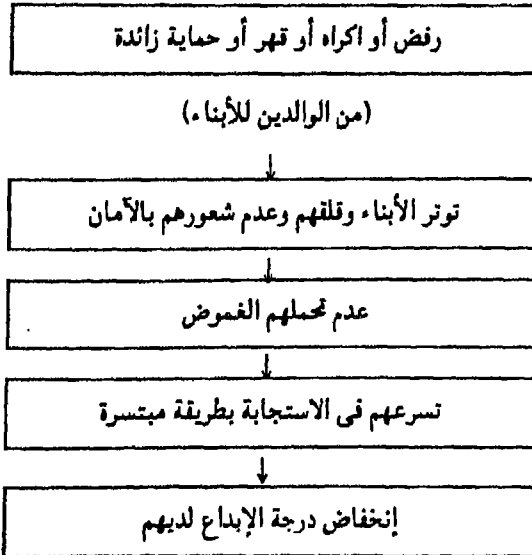 رفض أو اكراه أو قهر أو حماية زائدة
(من الوالدين للأبناء)
توتر الأبناء وقلقهم وعدم شعورهم بالآمان
عدم تحملهم الغموض
تسرعهم فى الاستجابة بطريقة مبتسرة
إنخفاض درجة الإبداع لديهم